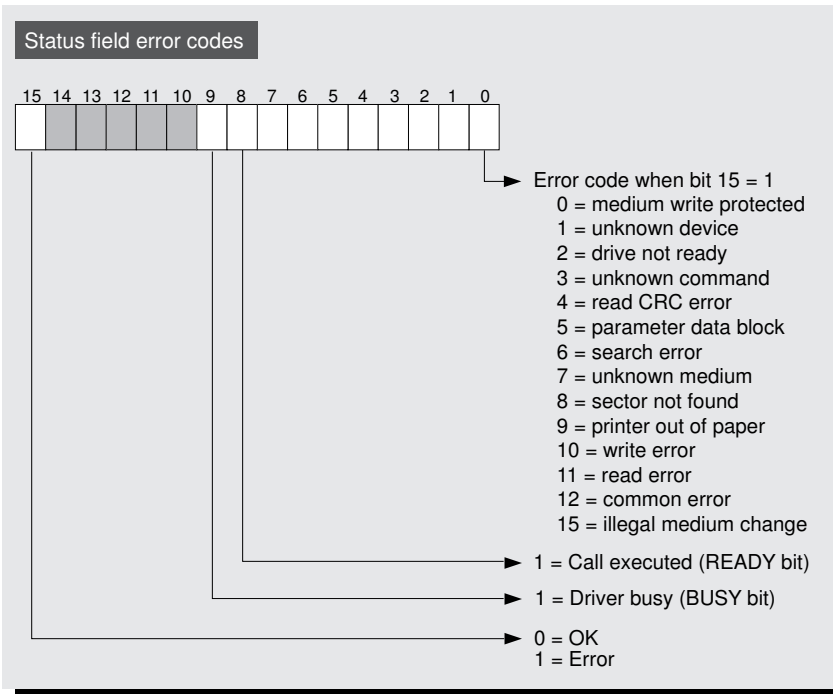 Status field error codes
15 14 13 12 11 10 9 8 7 6 5 4 3 2 1 0
Error code when bit 15 = 1
0 = medium write protected
1 = unknown device
2 = drive not ready
3 = unknown command
4 = read CRC error
5 = parameter data block
6 = search error
7 = unknown medium
8 = sector not found
9 = printer out of paper
10 = write error
11 = read error
12 = common error
15 = illegal medium change
1 = Call executed (READY bit)
1 = Driver busy (BUSY bit)
0 = OK
1 = Error